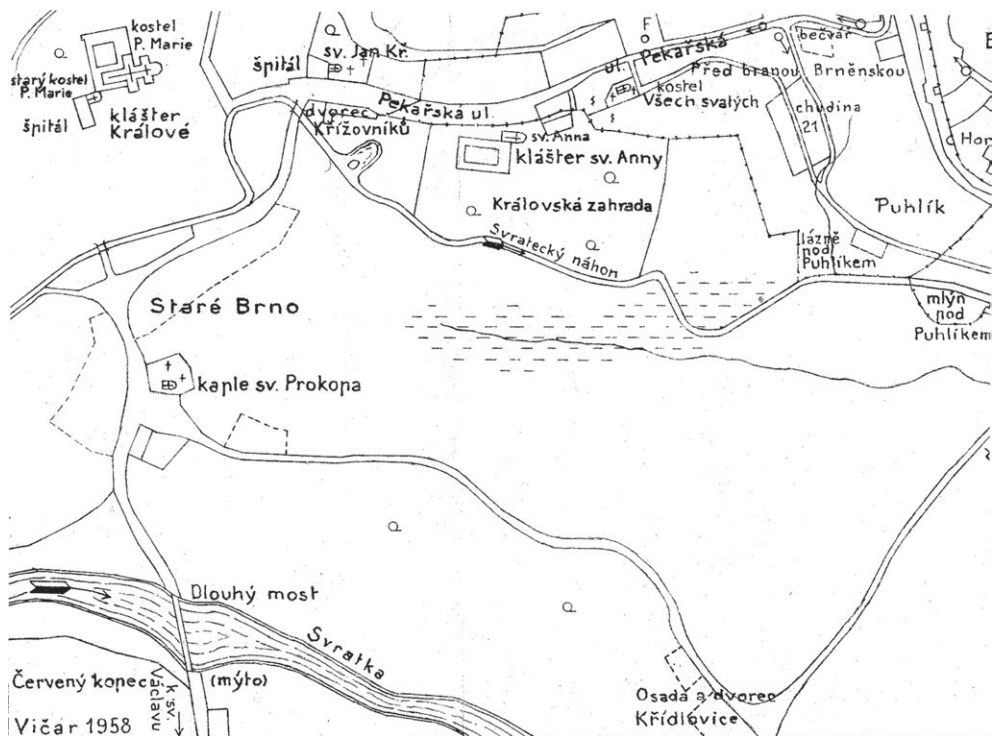 kostel
P. Marie
starý kostel
P. Marie
špitál
klášter
Králové
špitál
sv. Jan Kř.
dvorec
Křížovníků
Pekařská ul.
ul. Pekařská
F
bečvář
Před branou Brněnskou
kostel
Všech svatých
chudina
21
sv. Anna
klášter sv. Anny
Královská zahrada
Svratecký náhon
Puhlík
lázně
nod
Puhlíkem
mlýn
nod
Puhlíkem
Staré Brno
kaple sv. Prokopa
Dlouhý most
Svratka
(mýto)
Červený kopec
k sv.
Václavu
Vičar 1958
Osada a dvorec
Křídlovice